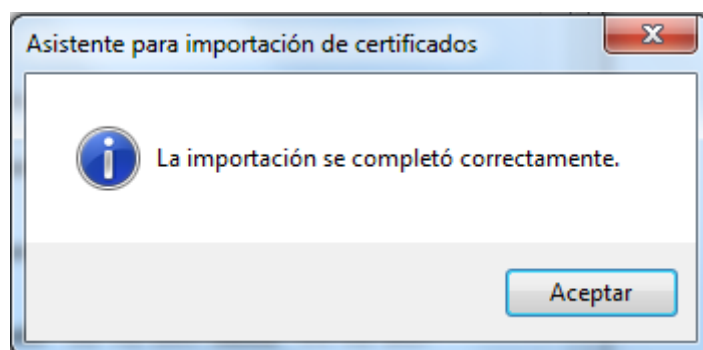 Asistente para importación de certificados
La importación se completó correctamente.
Aceptar